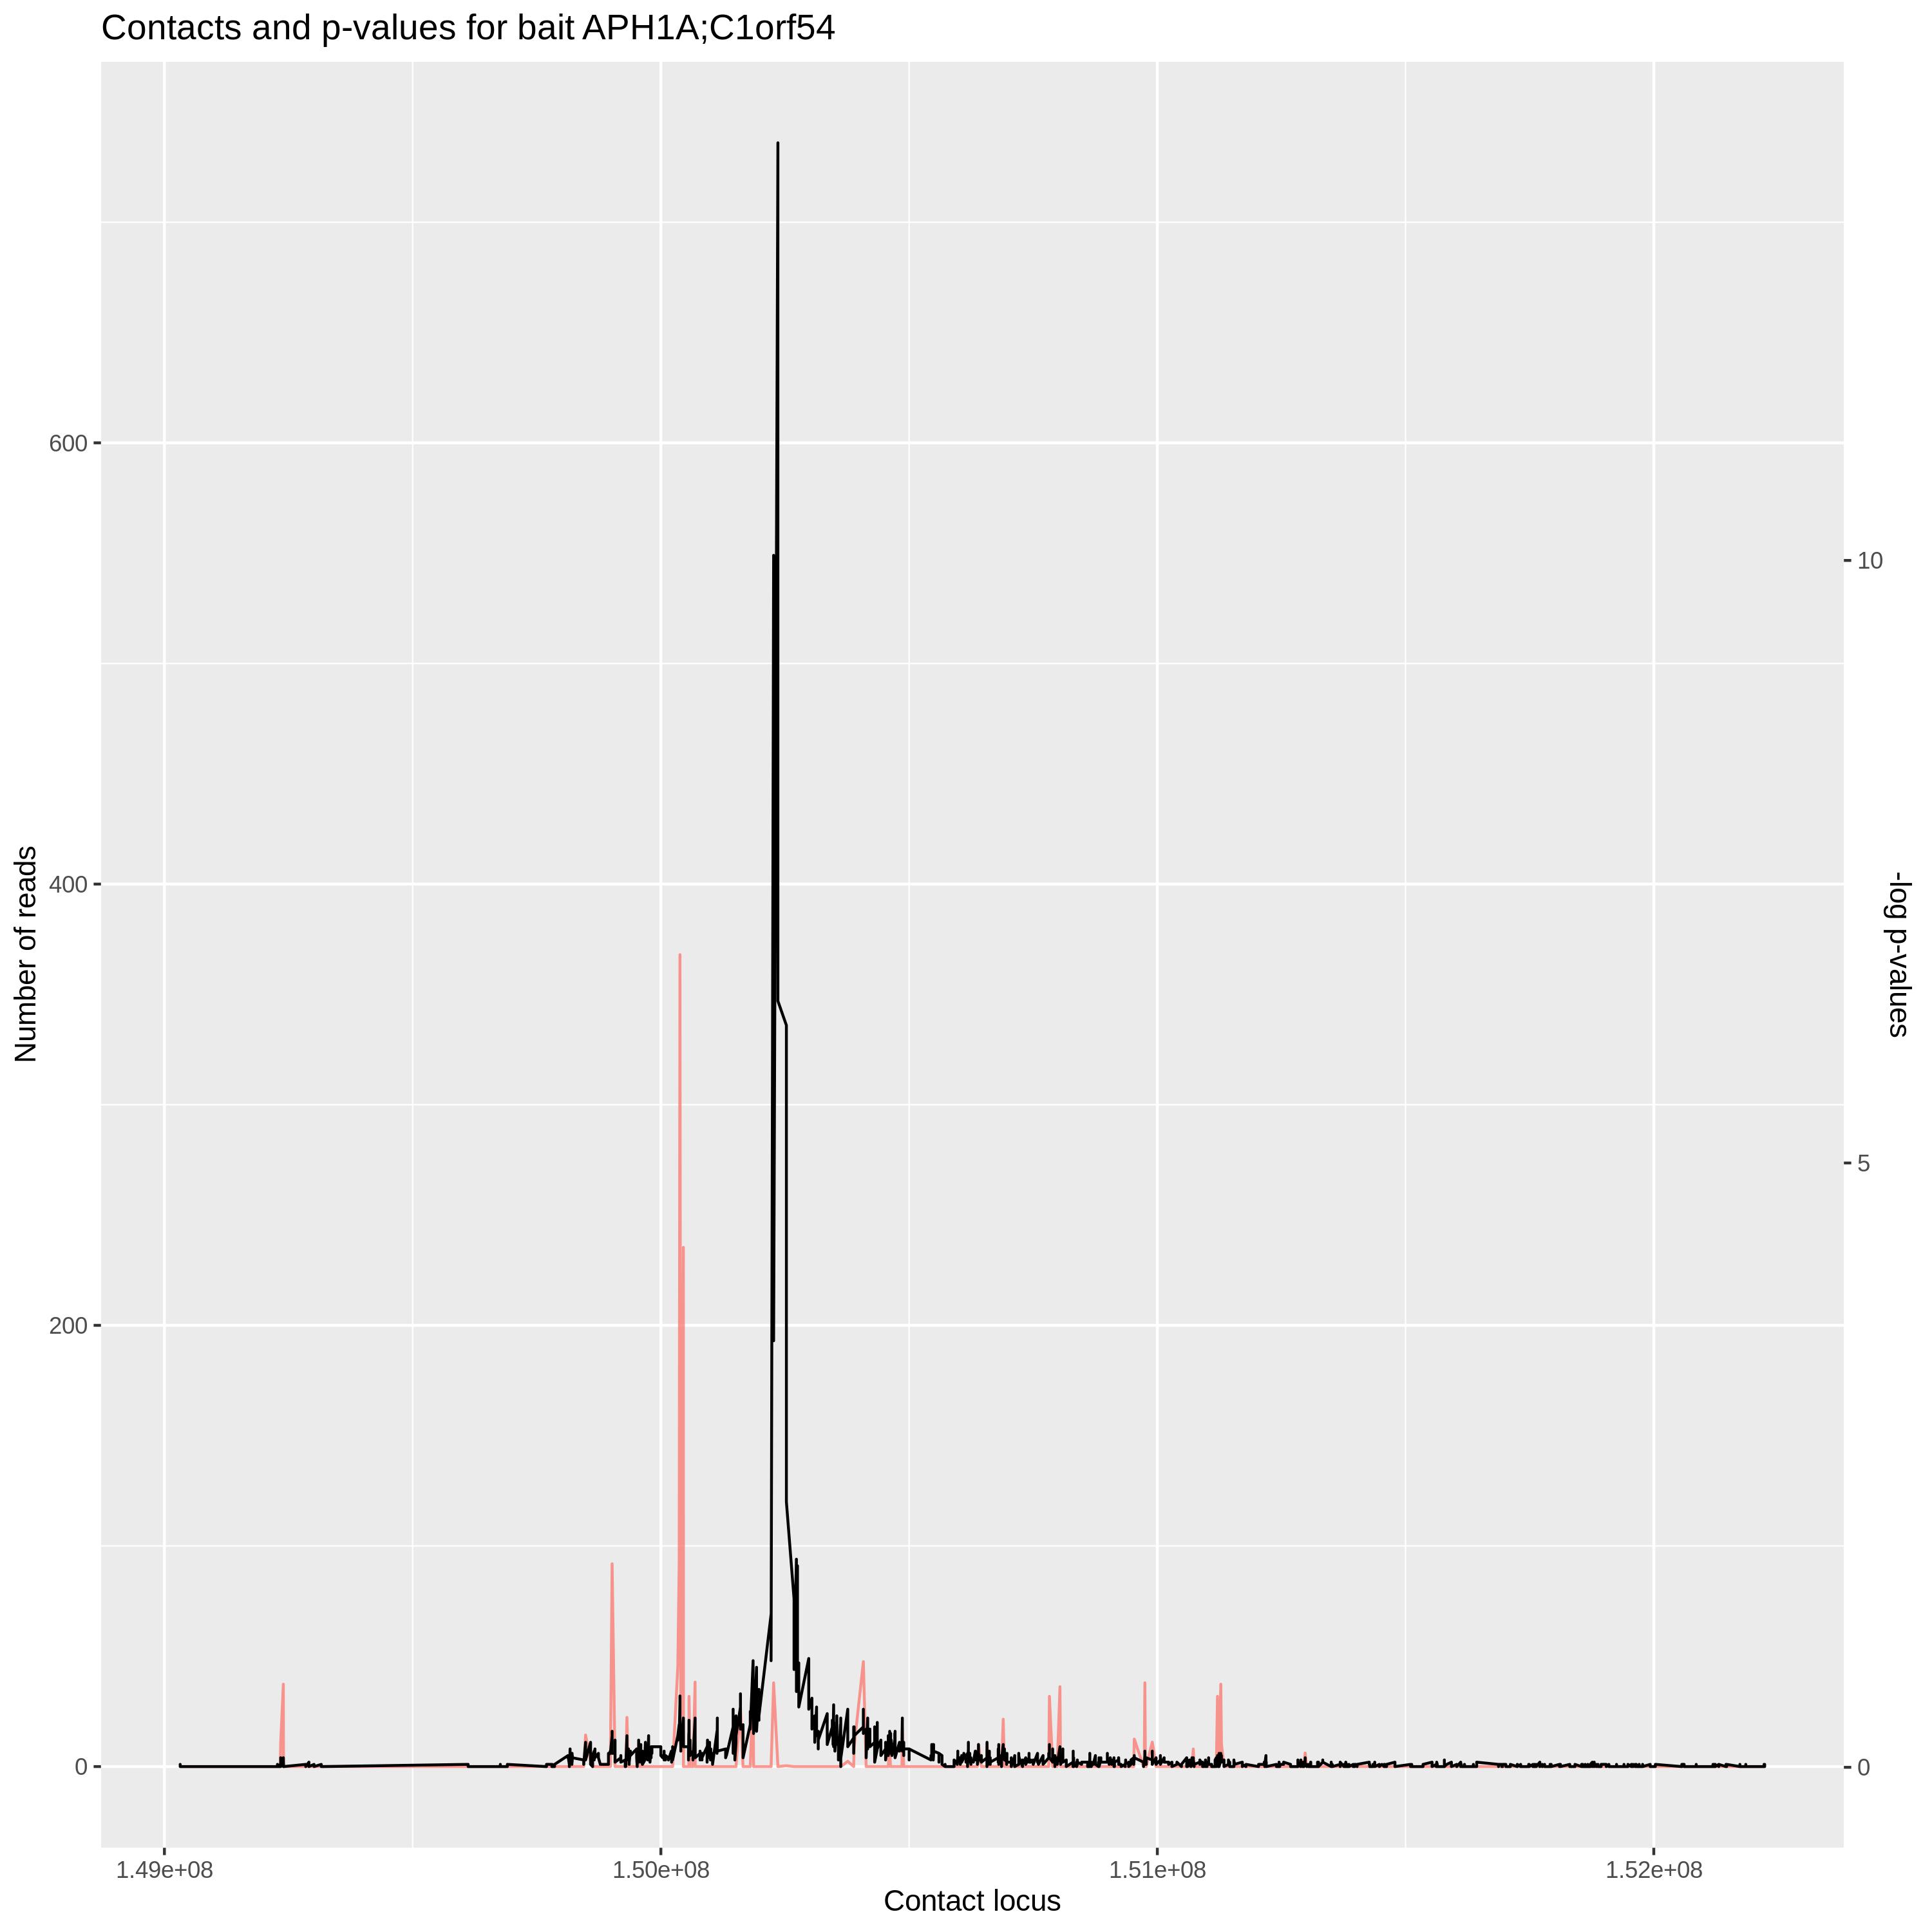 Contacts and p-values for bait APH1A;C1orf54
Number of reads
600
400
200
0
10
5
0
-log p-values
1.49e+08
1.50e+08
1.51e+08
1.52e+08
Contact locus